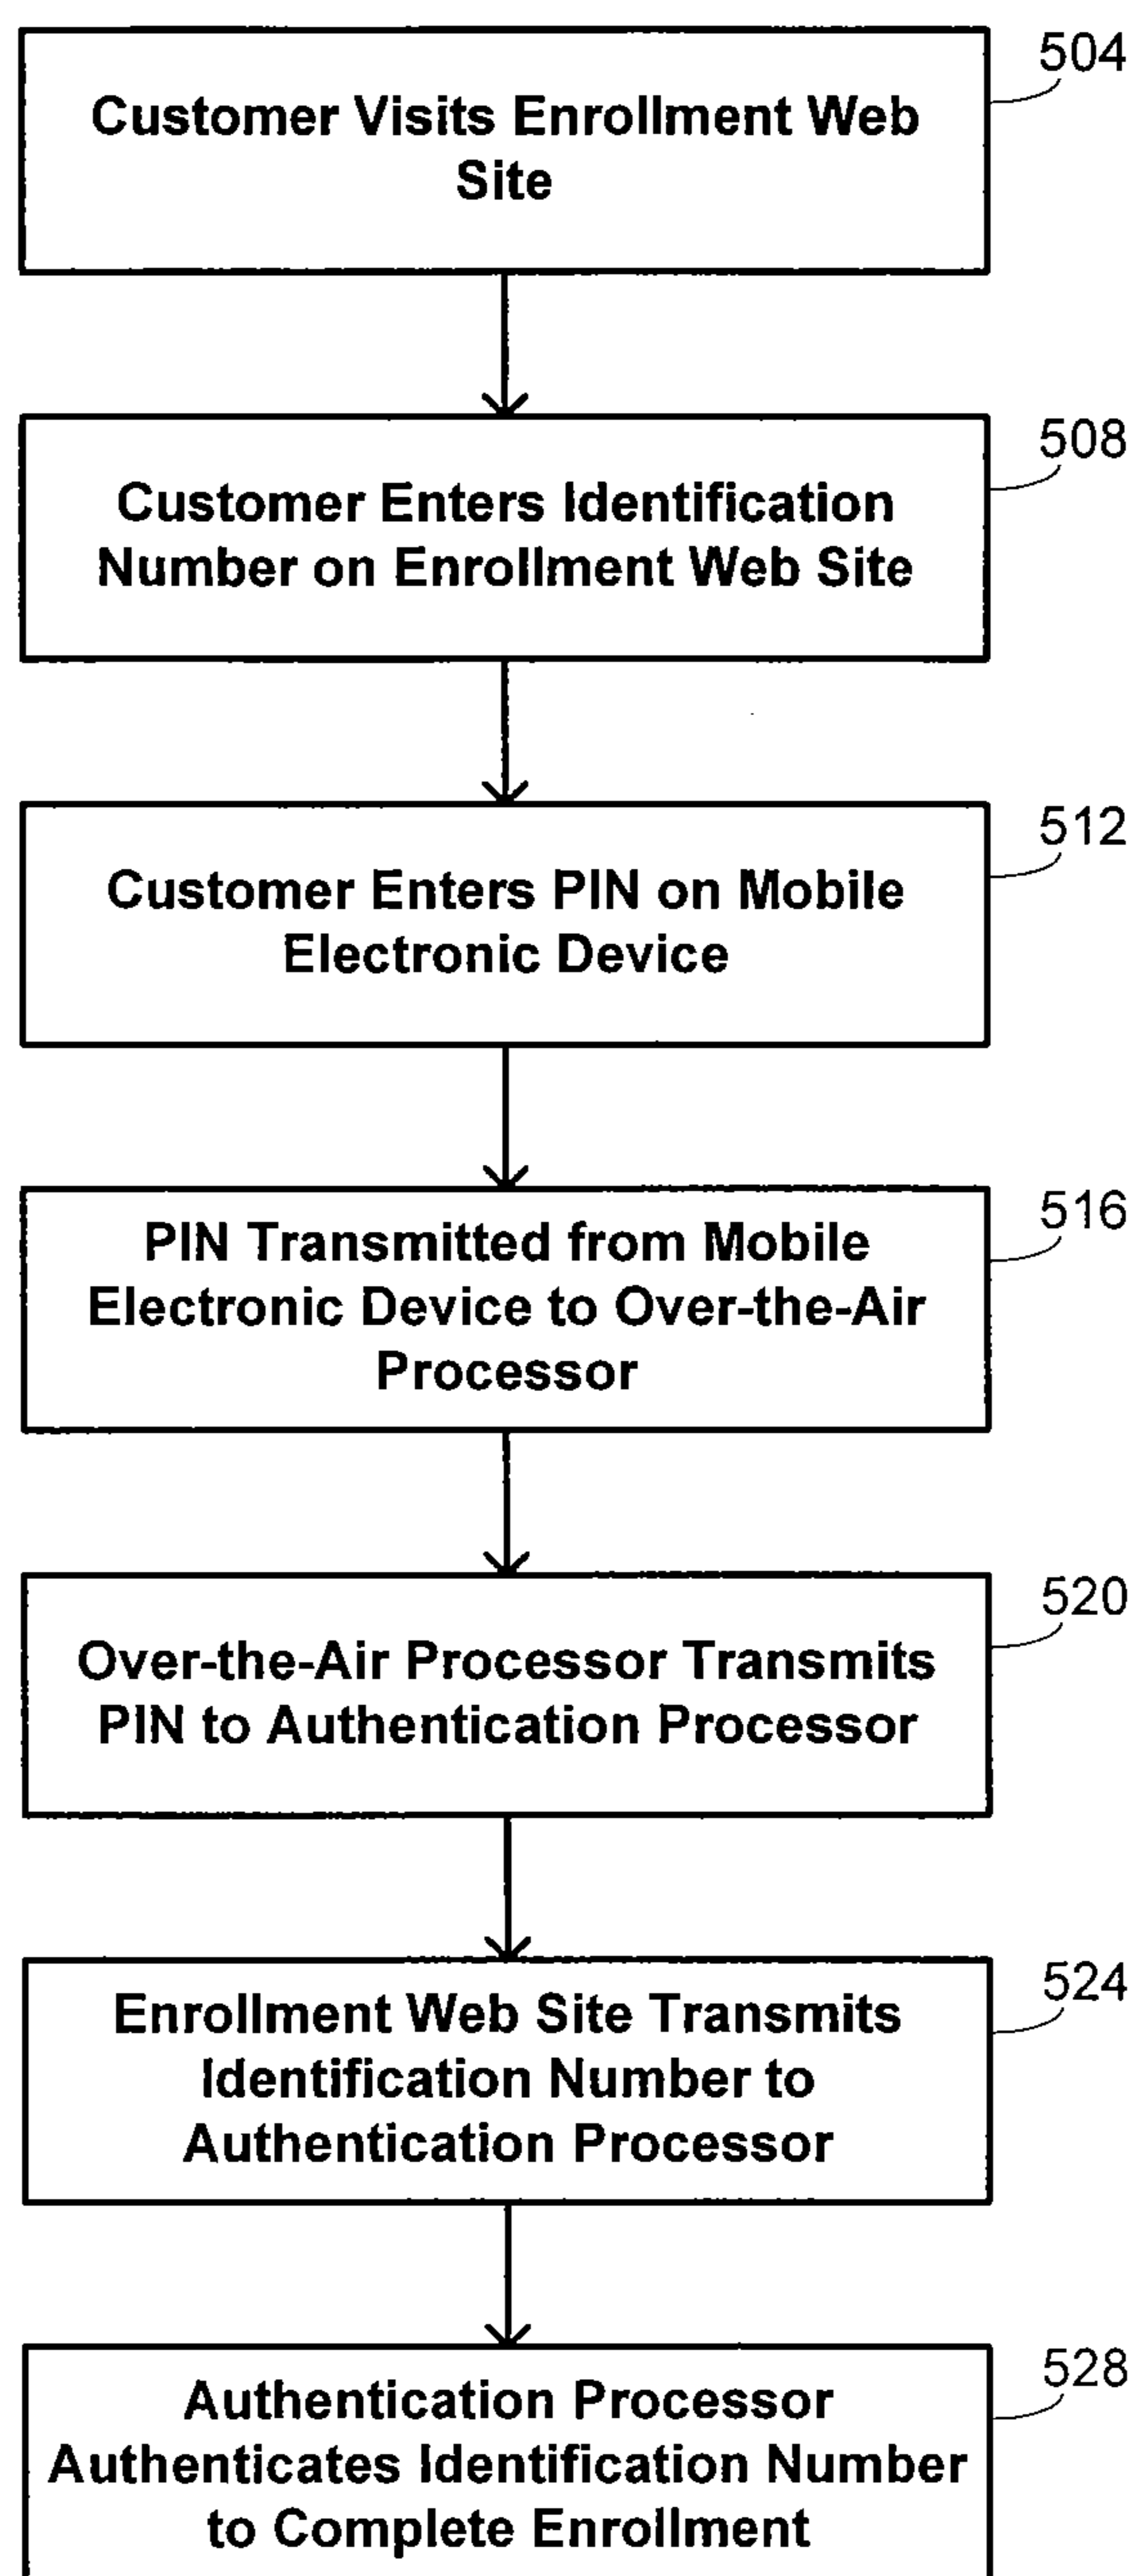 504
Customer Visits Enrollment Web
Site
508
Customer Enters Identification
Number on Enrollment Web Site
512
Customer Enters PIN on Mobile
Electronic Device
516
PIN Transmitted from Mobile
Electronic Device to Over-the-Air
Processor
520
Over-the-Air Processor Transmits
PIN to Authentication Processor
524
Enrollment Web Site Transmits
Identification Number to
Authentication Processor
528
Authentication Processor
Authenticates Identification Number
to Complete Enrollment